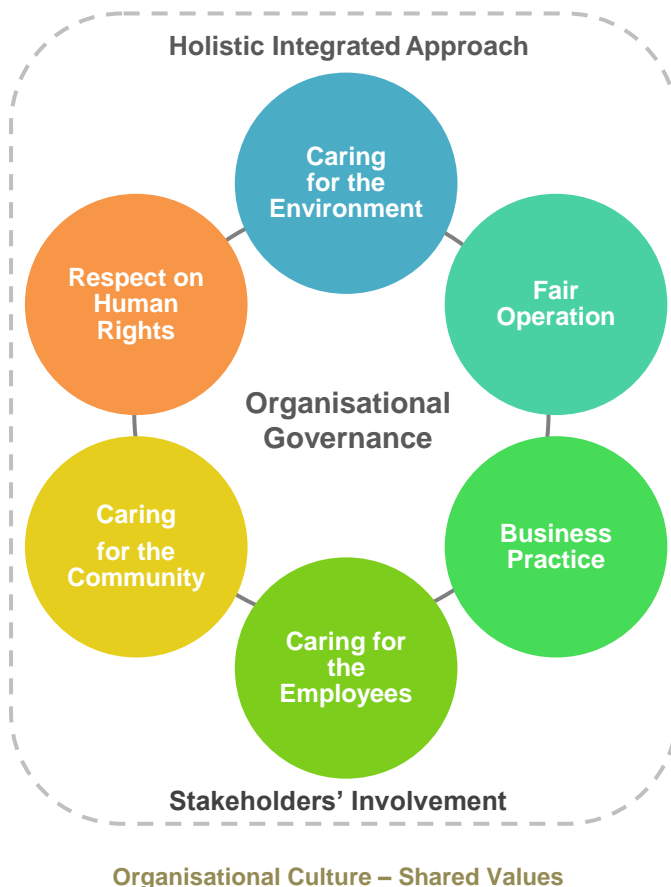 Holistic Integrated Approach
Caring
for the
Environment
Respect on
Human
Rights
Fair
Operation
Organisational
Governance
Caring
for the
Community
Business
Practice
Caring for
the
Employees
Stakeholders’ Involvement
Organisational Culture – Shared Values